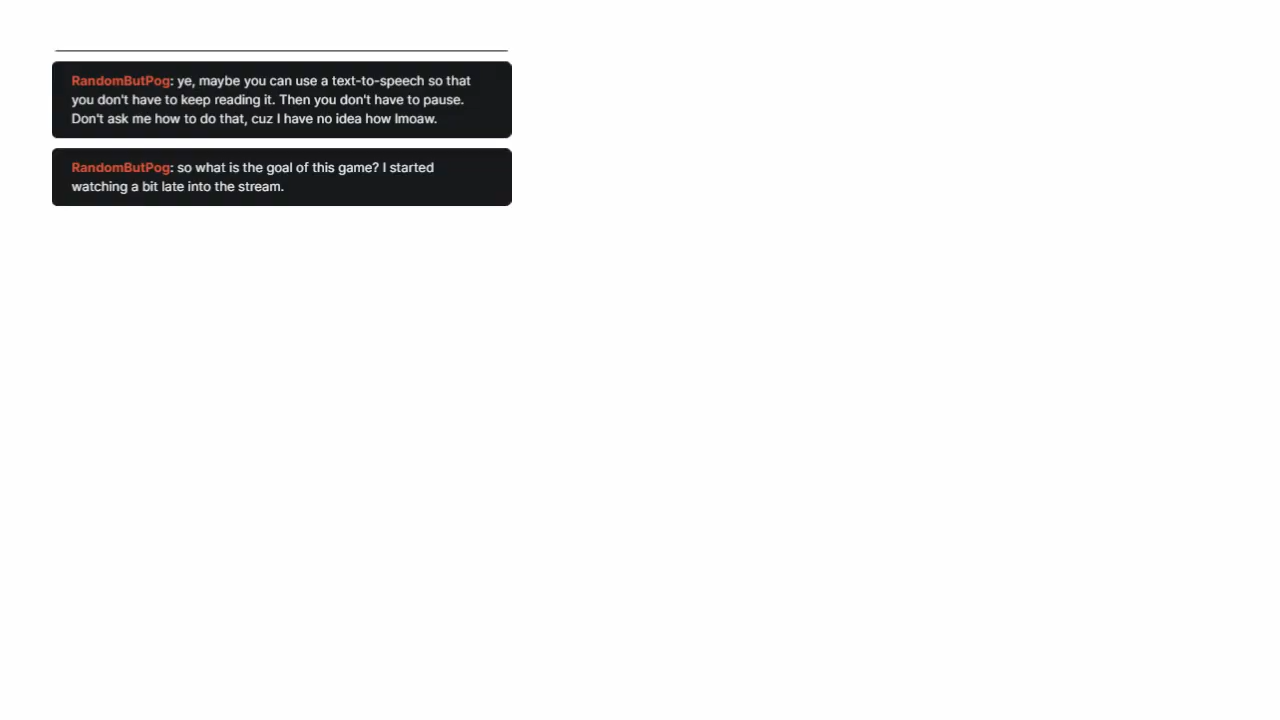 RandomButPog: ye, maybe you can use a text-to-speech so that
you don't have to keep reading it. Then you don't have to pause.
Don't ask me how to do that, cuz I have no idea how lmoaw.
RandomButPog: so what is the goal of this game? I started
watching a bit late into the stream.